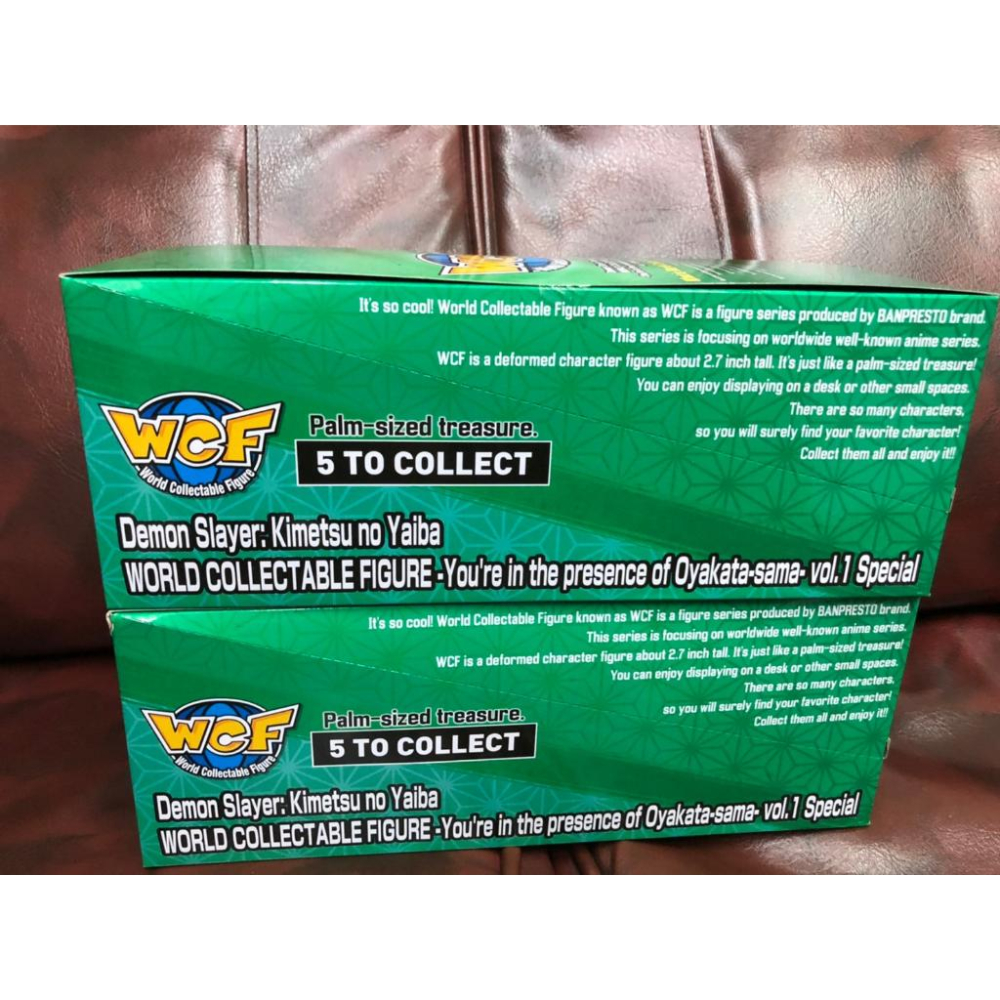 It's so cool! World Collectable Figure known as WCF is a figure series produced by BANPRESTO brand.
This series is focusing on worldwide well-known anime series.
WCF is a deformed character figure about 2.7 inch tall. It's just like a palm-sized treasure!
You can enjoy displaying on a desk or other small spaces.
There are so many characters,
so you will surely find your favorite character!
Collect them all and enjoy it!!
WCF
World Collectable Figure
Palm-sized treasure.
5 TO COLLECT
Demon Slayer: Kimetsu no Yaiba
WORLD COLLECTABLE FIGURE -You're in the presence of Oyakata-sama- vol.1 Special
It's so cool! World Collectable Figure known as WCF is a figure series produced by BANPRESTO brand.
This series is focusing on worldwide well-known anime series.
WCF is a deformed character figure about 2.7 inch tall. It's just like a palm-sized treasure!
You can enjoy displaying on a desk or other small spaces.
There are so many characters,
so you will surely find your favorite character!
Collect them all and enjoy it!!
WCF
World Collectable Figure
Palm-sized treasure.
5 TO COLLECT
Demon Slayer: Kimetsu no Yaiba
WORLD COLLECTABLE FIGURE -You're in the presence of Oyakata-sama- vol.1 Special